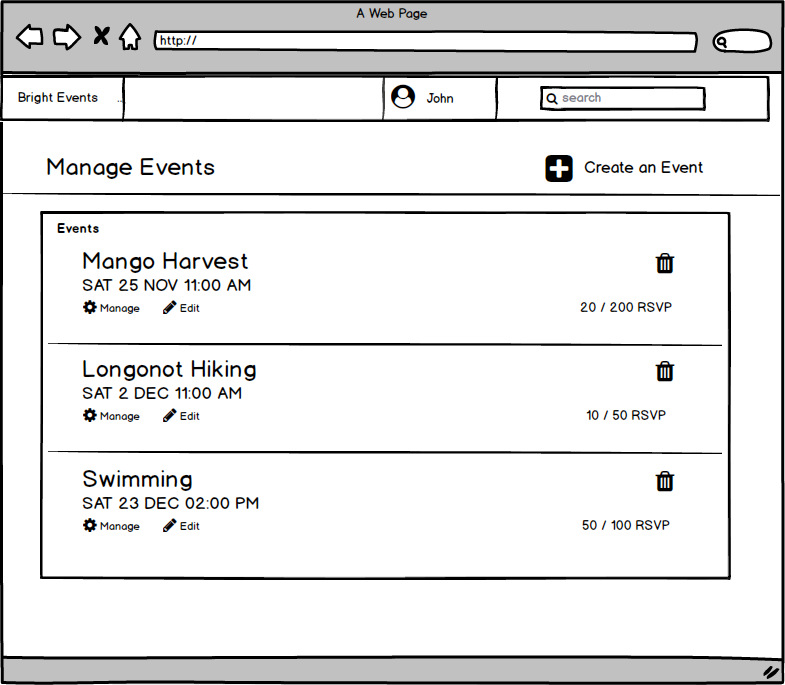 A Web Page
http://
Bright Events ..
John
search
Manage Events
Create an Event
Events
Mango Harvest
SAT 25 NOV 11:00 AM
Manage Edit
20 / 200 RSVP
Longonot Hiking
SAT 2 DEC 11:00 AM
Manage Edit
10 / 50 RSVP
Swimming
SAT 23 DEC 02:00 PM
Manage Edit
50 / 100 RSVP